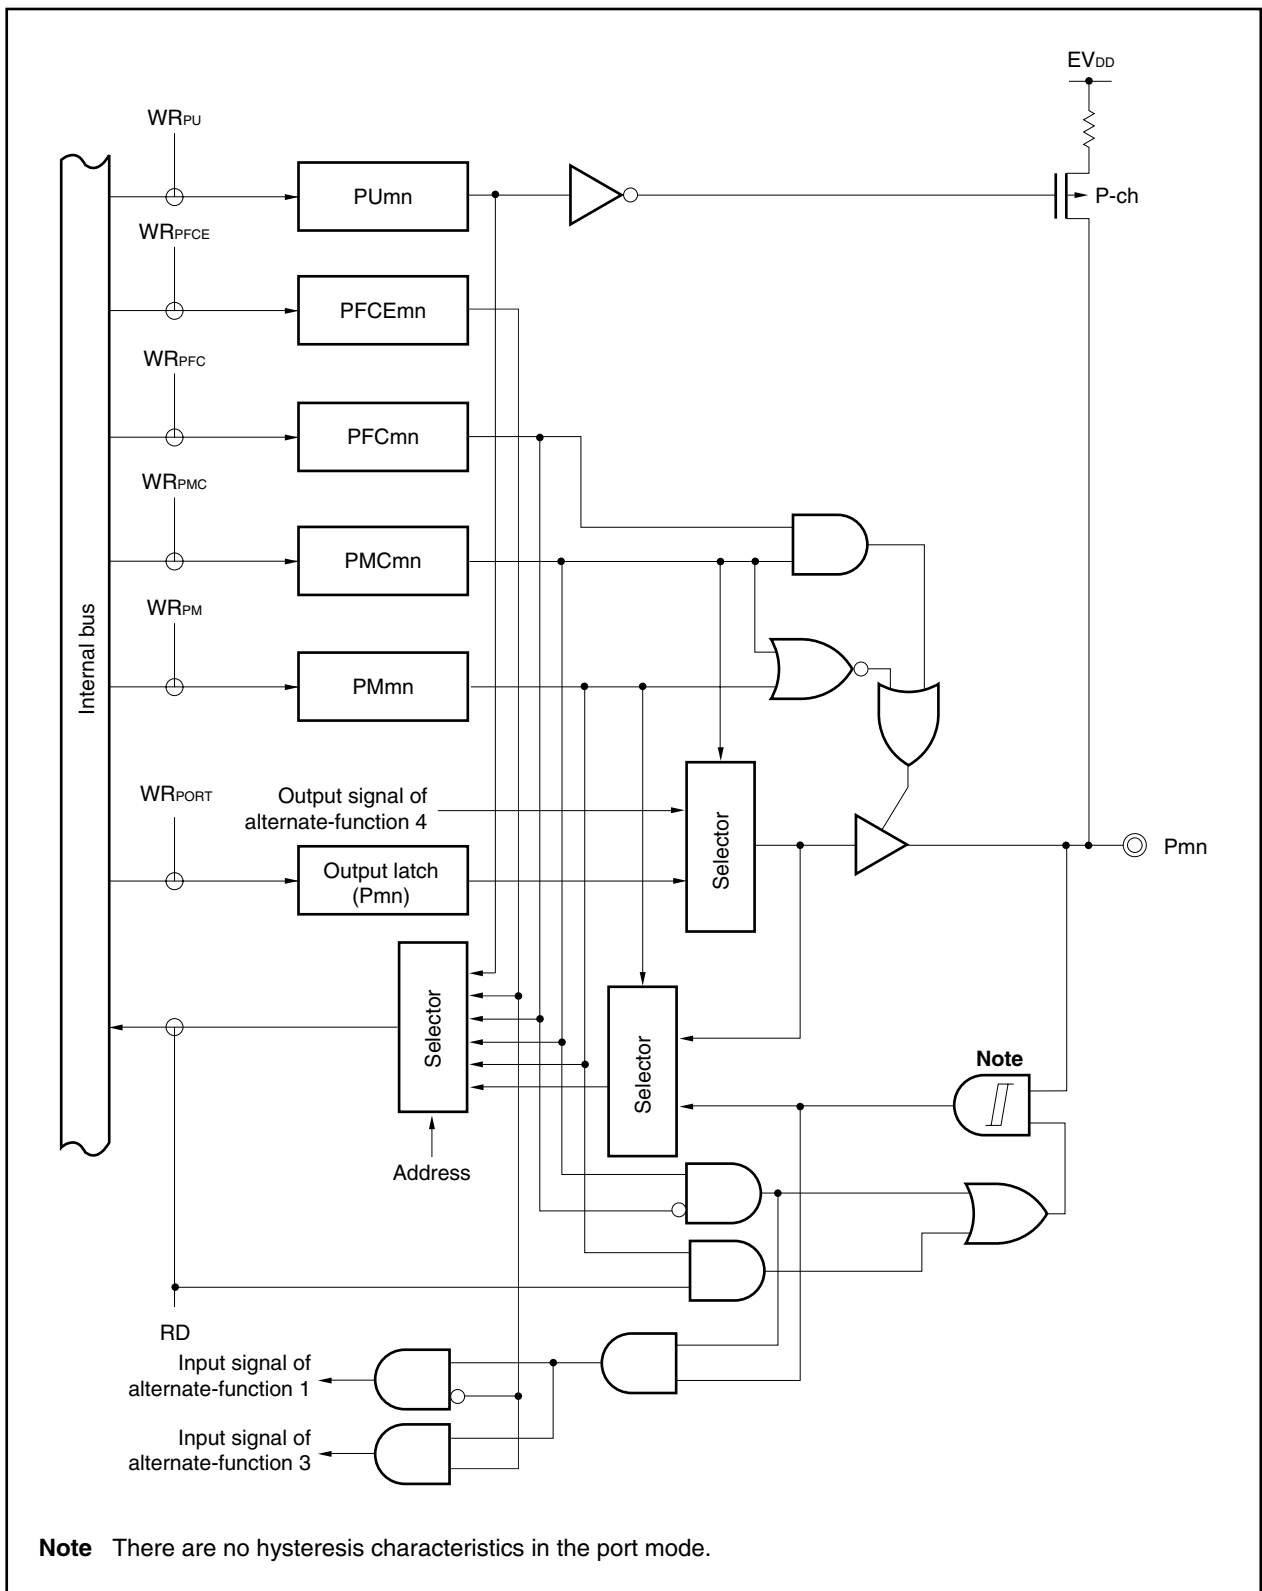 EVDD
WRPU
PUmn
P-ch
WRPFCE
PFCEmn
WRPFC
PFCmn
WRPMC
PMCmn
WRPM
PMmn
Internal bus
WRPORT
Output signal of
alternate-function 4
Selector
Pmn
Output latch
(Pmn)
Selector
Selector
Note
Address
RD
Input signal of
alternate-function 1
Input signal of
alternate-function 3
Note There are no hysteresis characteristics in the port mode.